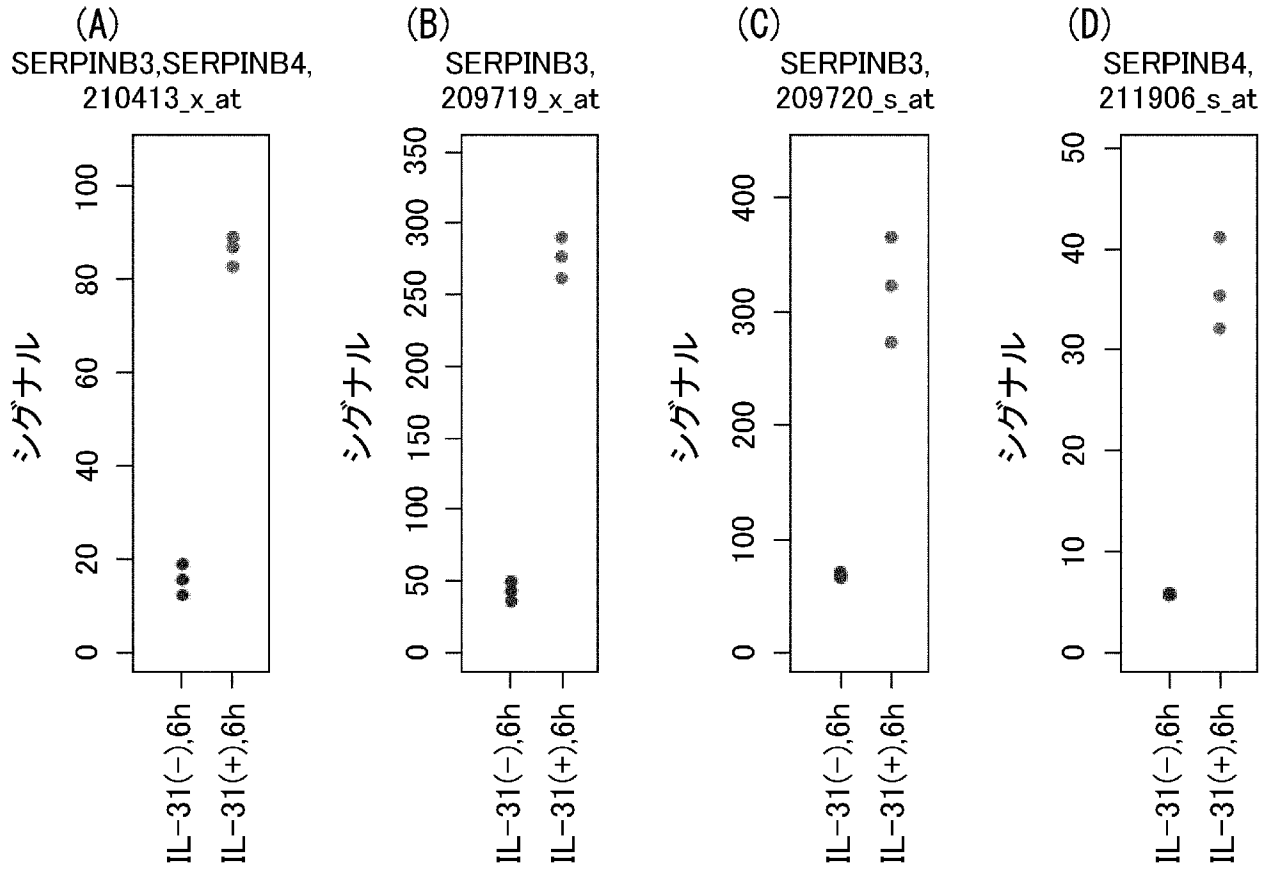 (A)
SERPINB3,SERPINB4,
210413_x_at
シグナル
100
80
60
40
20
0
IL-31(-),6h
IL-31(+),6h
(B)
SERPINB3,
209719_x_at
シグナル
350
300
250
200
150
100
50
0
IL-31(-),6h
IL-31(+),6h
(C)
SERPINB3,
209720_s_at
シグナル
400
300
200
100
0
IL-31(-),6h
IL-31(+),6h
(D)
SERPINB4,
211906_s_at
シグナル
50
40
30
20
10
0
IL-31(-),6h
IL-31(+),6h